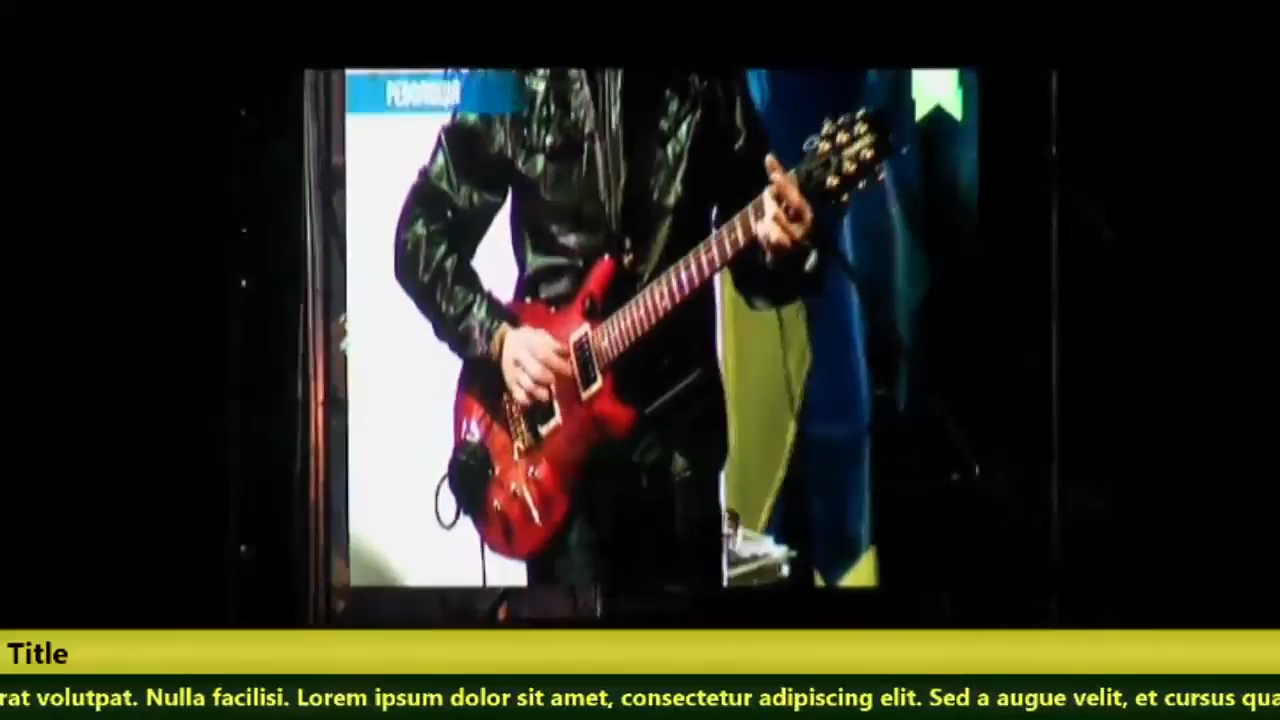 Title
rat volutpat. Nulla facilisi. Lorem ipsum dolor sit amet, consectetur adipiscing elit. Sed a augue velit, et cursus qua